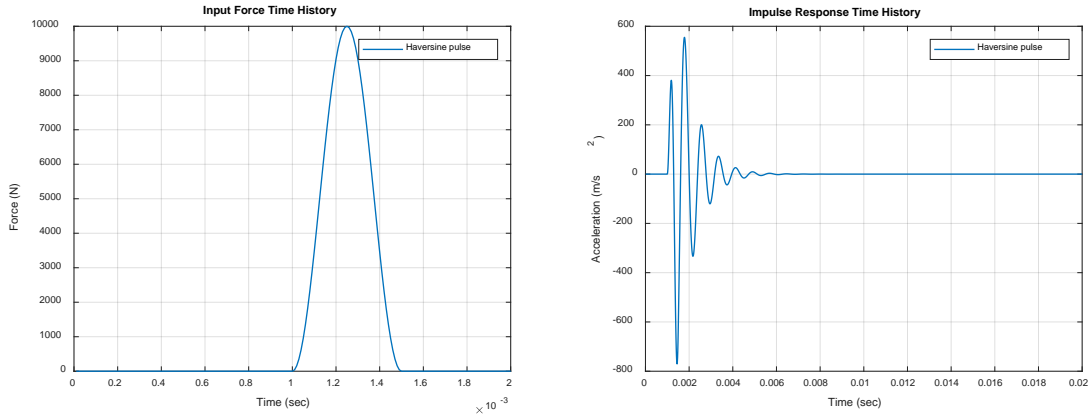 Input Force Time History
10000
9000
8000
7000
6000
5000
4000
3000
2000
1000
0
Force (N)
Haversine pulse
0 0.2 0.4 0.6 0.8 1 1.2 1.4 1.6 1.8 2
Time (sec)
× 10 -3
Impulse Response Time History
600
400
200
0
-200
-400
-600
-800
Acceleration (m/s 2 )
Haversine pulse
0 0.002 0.004 0.006 0.008 0.01 0.012 0.014 0.016 0.018 0.02
Time (sec)